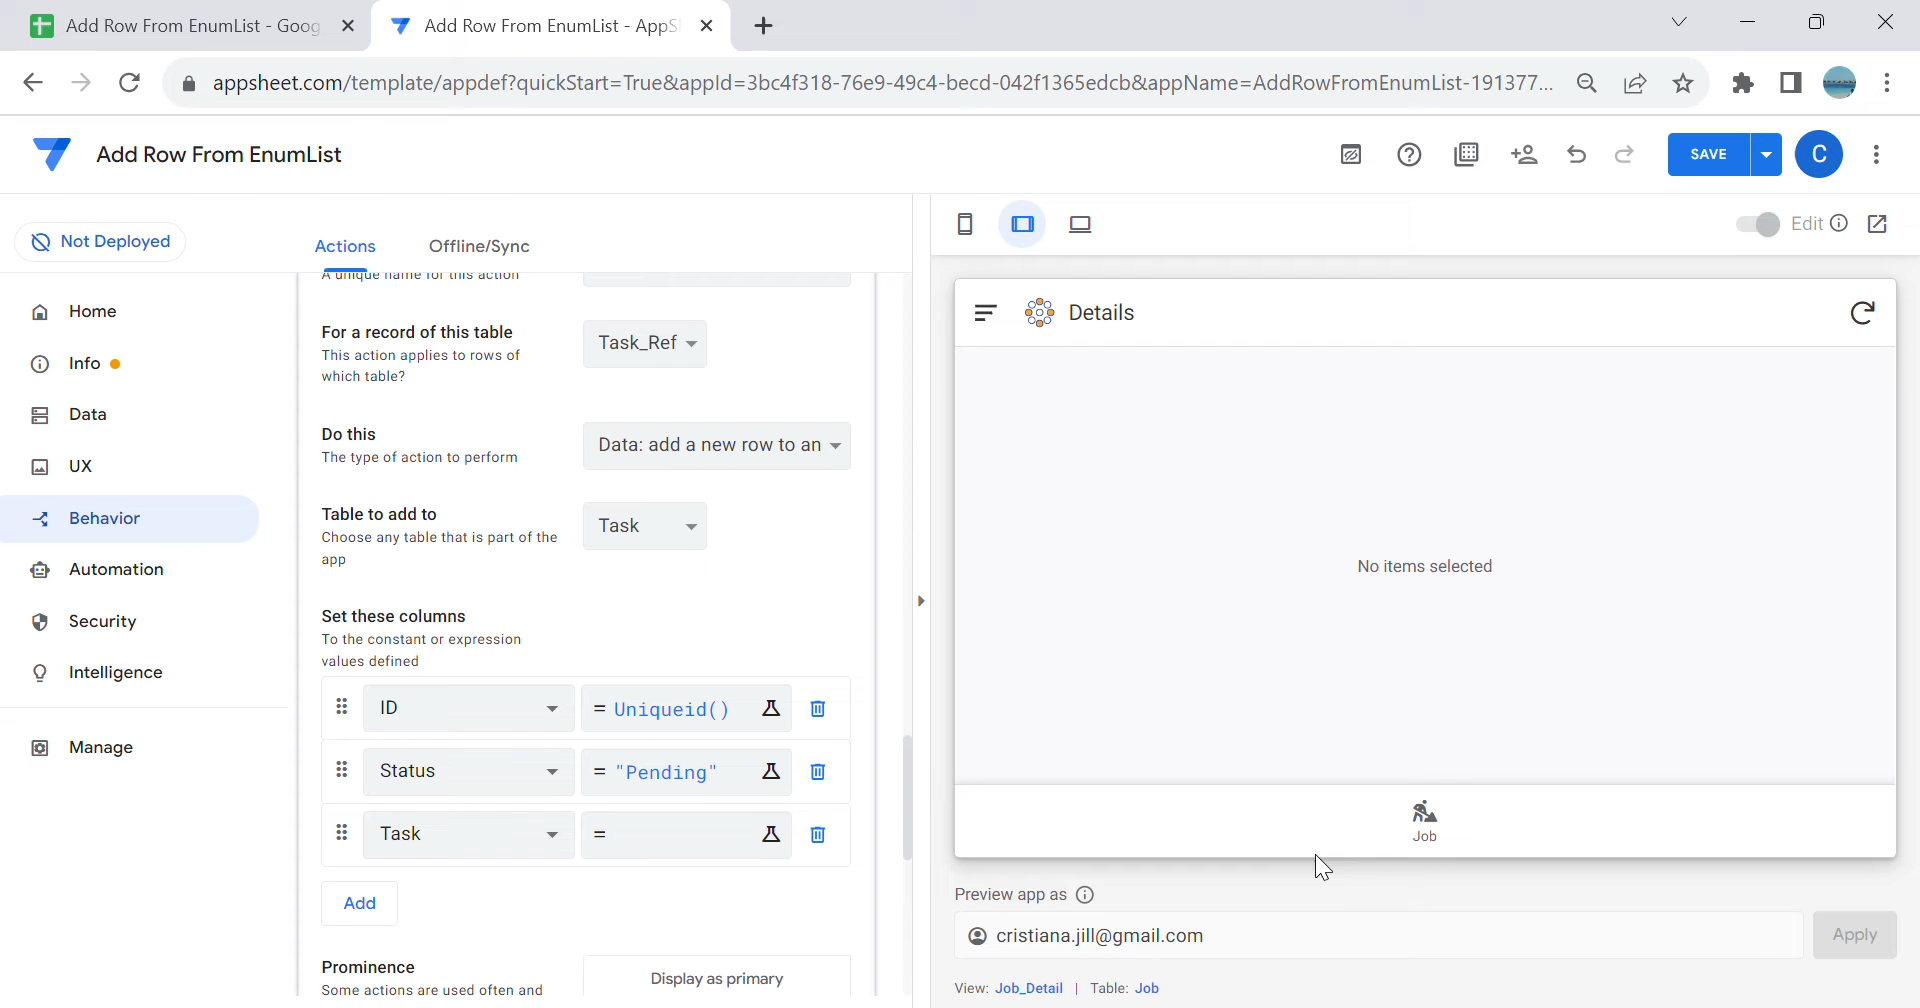 Add Row From EnumList - Goog
Add Row From EnumList - AppS
appsheet.com/template/appdef?quickStart=True&appId=3bc4f318-76e9-49c4-becd-042f1365edcb&appName=AddRowFromEnumList-191377...
Add Row From EnumList
SAVE
C
Not Deployed
Actions
Offline/Sync
Edit
Home
Info
Data
UX
Behavior
Automation
Security
Intelligence
Manage
A unique name for this action
For a record of this table
This action applies to rows of
which table?
Task_Ref
Do this
The type of action to perform
Data: add a new row to an
Table to add to
Choose any table that is part of the
app
Task
Set these columns
To the constant or expression
values defined
ID
= Uniqueid()
Status
= "Pending"
Task
=
Add
Prominence
Some actions are used often and
Display as primary
Details
No items selected
Job
Preview app as
cristiana.jill@gmail.com
Apply
View: Job_Detail | Table: Job